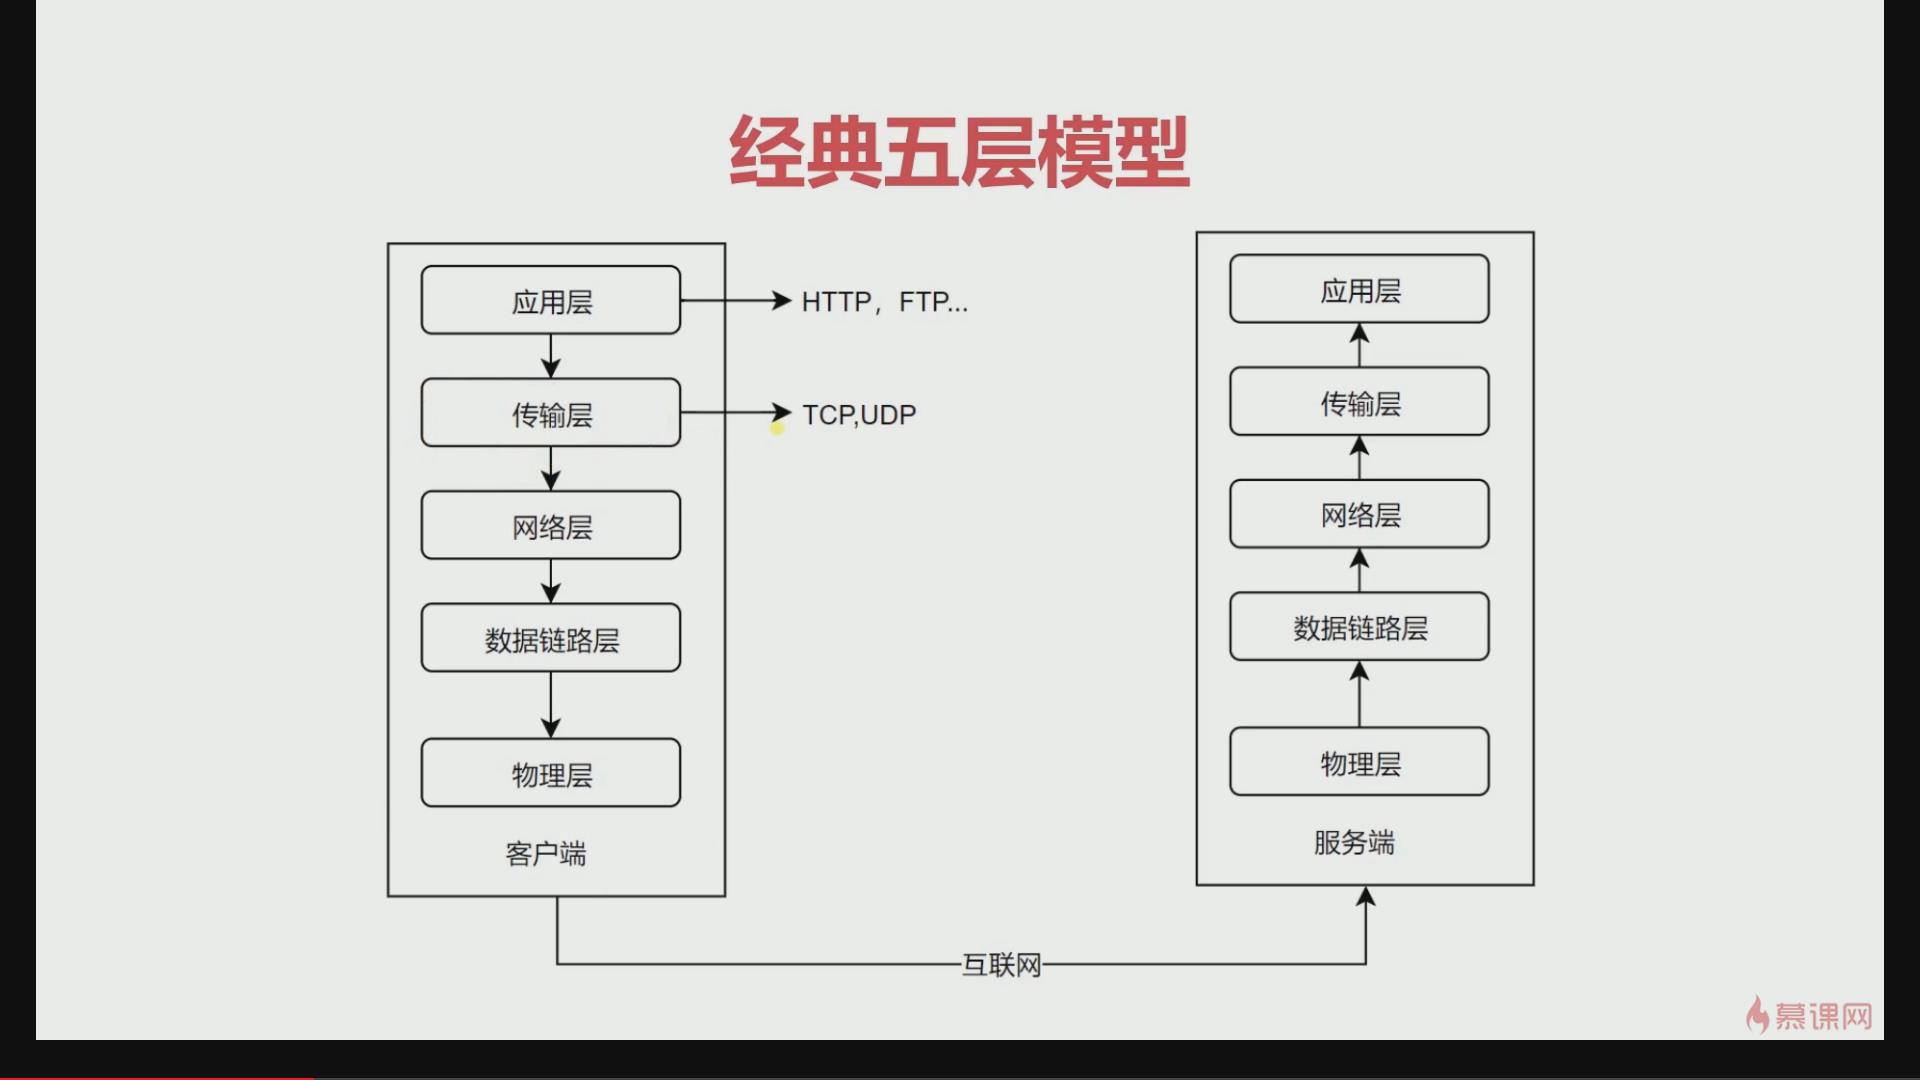 经典五层模型
应用层
HTTP，FTP...
传输层
TCP,UDP
网络层
数据链路层
物理层
客户端
应用层
传输层
网络层
数据链路层
物理层
服务端
互联网
慕课网